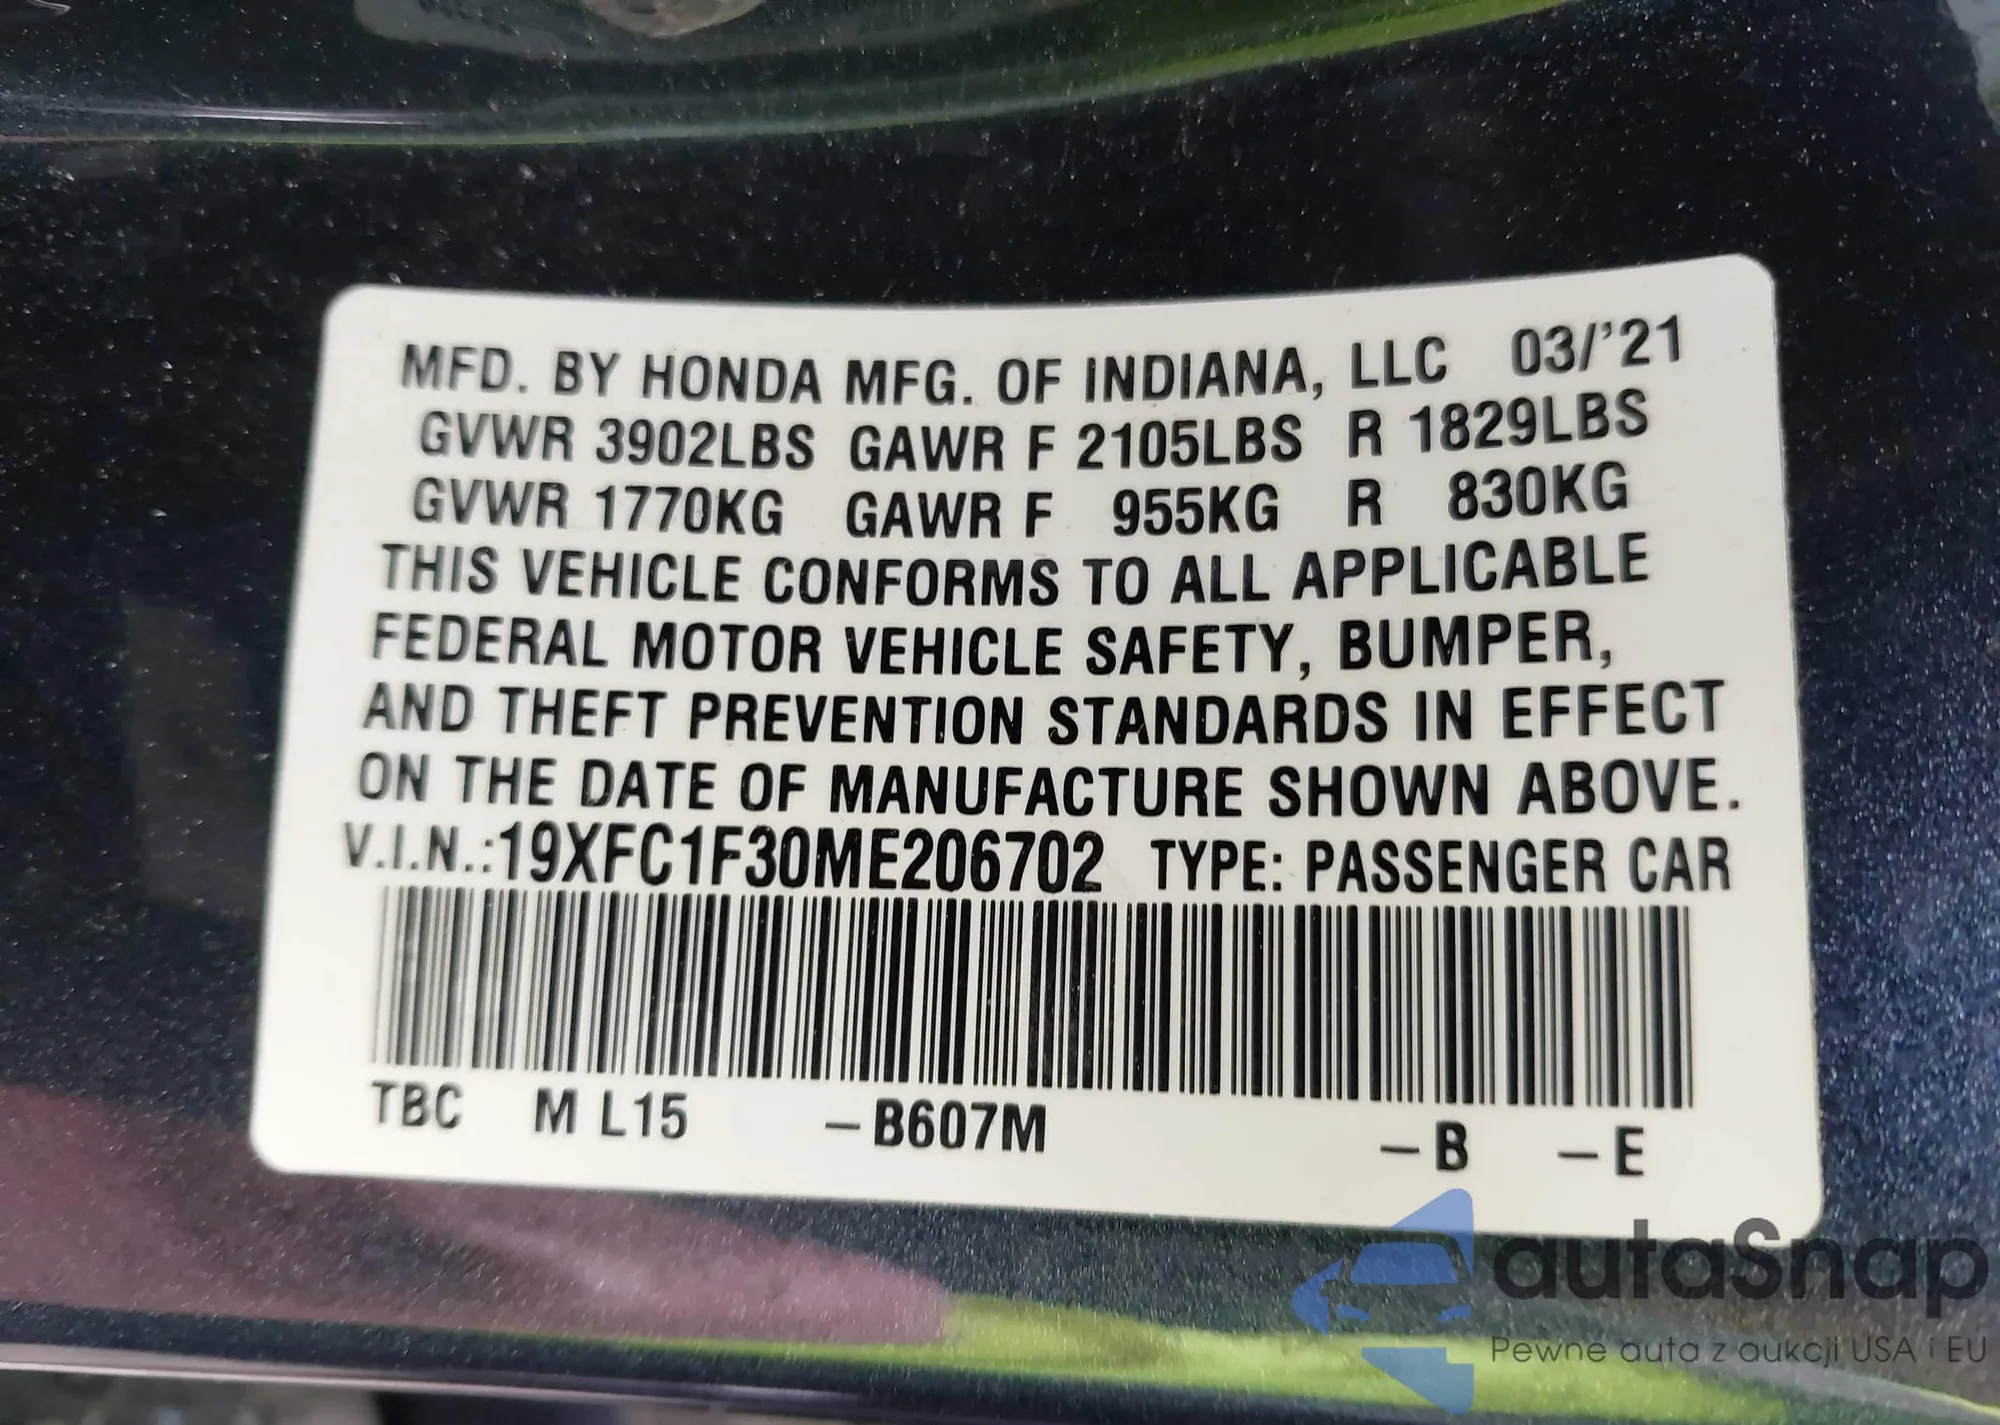 MFD. BY HONDA MFG. OF INDIANA, LLC 03/'21
GVWR 3902LBS GAWR F 2105LBS R 1829LBS
GVWR 1770KG GAWR F 955KG R 830KG
THIS VEHICLE CONFORMS TO ALL APPLICABLE
FEDERAL MOTOR VEHICLE SAFETY, BUMPER,
AND THEFT PREVENTION STANDARDS IN EFFECT
ON THE DATE OF MANUFACTURE SHOWN ABOVE.
V.I.N.:19XFC1F30ME206702 TYPE: PASSENGER CAR
TBC M L15 –B607M –B –E
autaSnap
Pewne auta z aukcji USA i EU